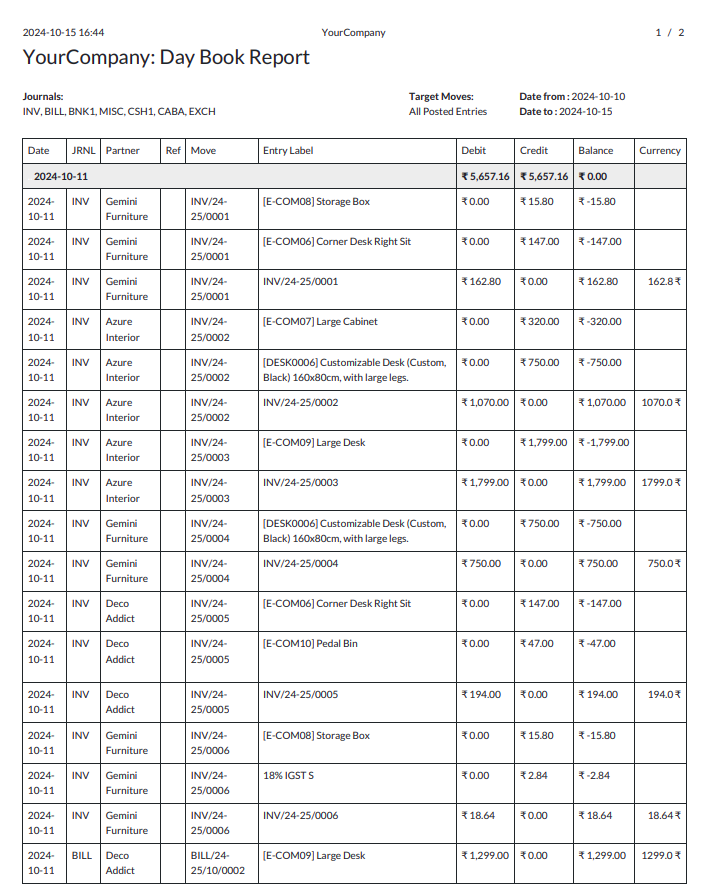 2024-10-15 16:44 YourCompany 1 / 2
YourCompany: Day Book Report
Journals: Target Moves: Date from : 2024-10-10
INV, BILL, BNK1, MISC, CSH1, CABA, EXCH All Posted Entries Date to : 2024-10-15
Date JRNL Partner Ref Move Entry Label Debit Credit Balance Currency
2024-10-11 ₹ 5,657.16 ₹ 5,657.16 ₹ 0.00
2024- INV Gemini INV/24- [E-COM08] Storage Box ₹ 0.00 ₹ 15.80 ₹ -15.80
10-11 Furniture 25/0001
2024- INV Gemini INV/24- [E-COM06] Corner Desk Right Sit ₹ 0.00 ₹ 147.00 ₹ -147.00
10-11 Furniture 25/0001
2024- INV Gemini INV/24- INV/24-25/0001 ₹ 162.80 ₹ 0.00 ₹ 162.80 162.8 ₹
10-11 Furniture 25/0001
2024- INV Azure INV/24- [E-COM07] Large Cabinet ₹ 0.00 ₹ 320.00 ₹ -320.00
10-11 Interior 25/0002
2024- INV Azure INV/24- [DESK0006] Customizable Desk (Custom, ₹ 0.00 ₹ 750.00 ₹ -750.00
10-11 Interior 25/0002 Black) 160x80cm, with large legs.
2024- INV Azure INV/24- INV/24-25/0002 ₹ 1,070.00 ₹ 0.00 ₹ 1,070.00 1070.0 ₹
10-11 Interior 25/0002
2024- INV Azure INV/24- [E-COM09] Large Desk ₹ 0.00 ₹ 1,799.00 ₹ -1,799.00
10-11 Interior 25/0003
2024- INV Azure INV/24- INV/24-25/0003 ₹ 1,799.00 ₹ 0.00 ₹ 1,799.00 1799.0 ₹
10-11 Interior 25/0003
2024- INV Gemini INV/24- [DESK0006] Customizable Desk (Custom, ₹ 0.00 ₹ 750.00 ₹ -750.00
10-11 Furniture 25/0004 Black) 160x80cm, with large legs.
2024- INV Gemini INV/24- INV/24-25/0004 ₹ 750.00 ₹ 0.00 ₹ 750.00 750.0 ₹
10-11 Furniture 25/0004
2024- INV Deco INV/24- [E-COM06] Corner Desk Right Sit ₹ 0.00 ₹ 147.00 ₹ -147.00
10-11 Addict 25/0005
2024- INV Deco INV/24- [E-COM10] Pedal Bin ₹ 0.00 ₹ 47.00 ₹ -47.00
10-11 Addict 25/0005
2024- INV Deco INV/24- INV/24-25/0005 ₹ 194.00 ₹ 0.00 ₹ 194.00 194.0 ₹
10-11 Addict 25/0005
2024- INV Gemini INV/24- [E-COM08] Storage Box ₹ 0.00 ₹ 15.80 ₹ -15.80
10-11 Furniture 25/0006
2024- INV Gemini INV/24- 18% IGST S ₹ 0.00 ₹ 2.84 ₹ -2.84
10-11 Furniture 25/0006
2024- INV Gemini INV/24- INV/24-25/0006 ₹ 18.64 ₹ 0.00 ₹ 18.64 18.64 ₹
10-11 Furniture 25/0006
2024- BILL Deco BILL/24- [E-COM09] Large Desk ₹ 1,299.00 ₹ 0.00 ₹ 1,299.00 1299.0 ₹
10-11 Addict 25/10/0002